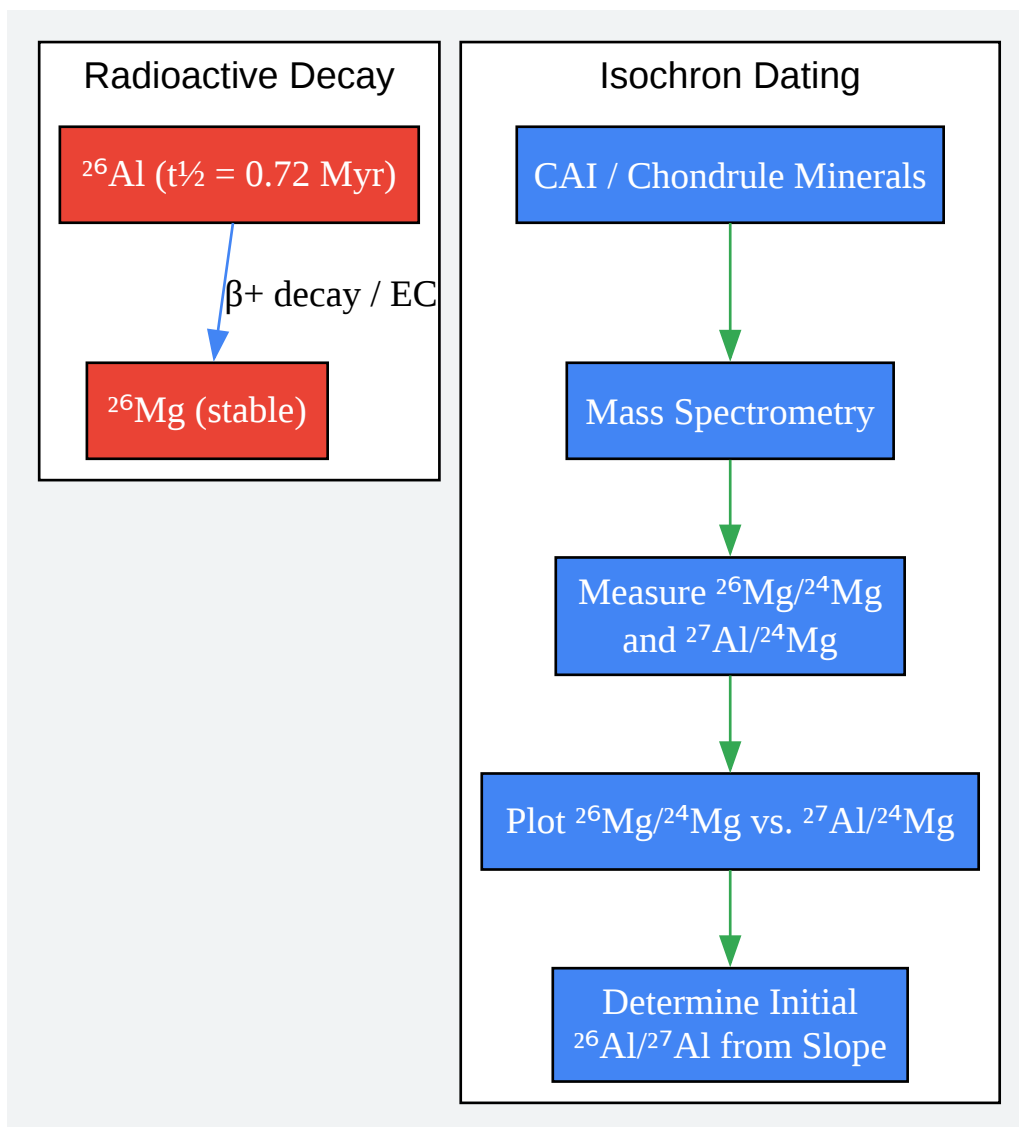 Radioactive Decay
²⁶Al (t½ = 0.72 Myr)
β+ decay / EC
²⁶Mg (stable)
Isochron Dating
CAI / Chondrule Minerals
Mass Spectrometry
Measure ²⁶Mg/²⁴Mg
and ²⁷Al/²⁴Mg
Plot ²⁶Mg/²⁴Mg vs. ²⁷Al/²⁴Mg
Determine Initial
²⁶Al/²⁷Al from Slope